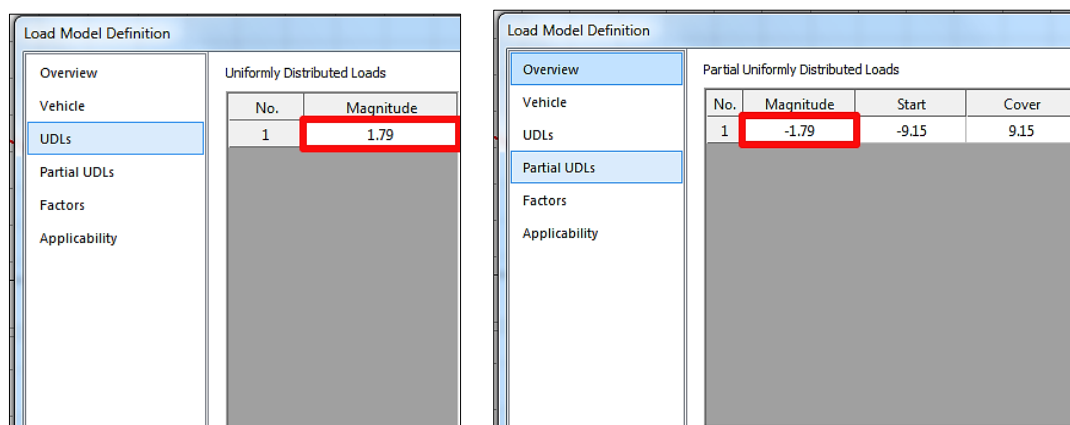 Load Model Definition
Overview
Vehicle
UDLs
Partial UDLs
Factors
Applicability
Uniformly Distributed Loads
No. Magnitude
1 1.79
Load Model Definition
Overview
Vehicle
UDLs
Partial UDLs
Factors
Applicability
Partial Uniformly Distributed Loads
No. Magnitude Start Cover
1 -1.79 -9.15 9.15